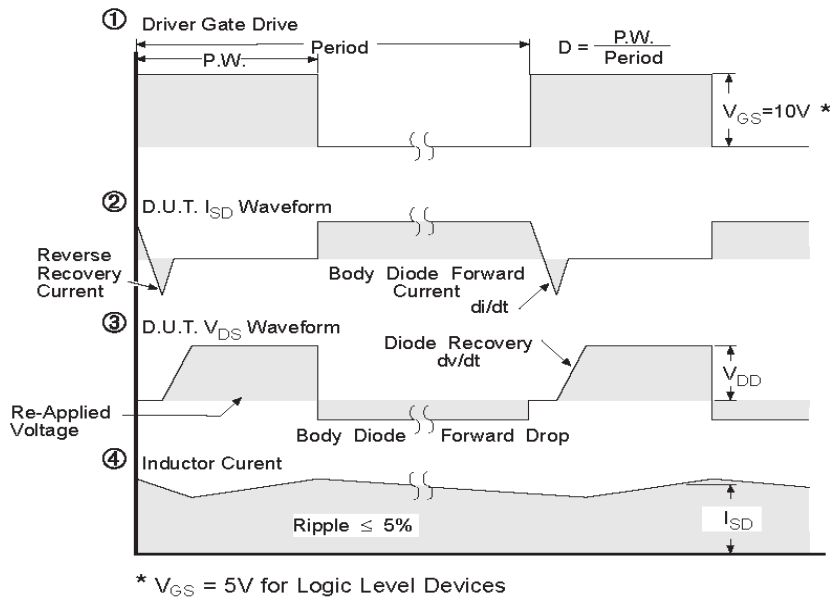 ① Driver Gate Drive
Period
P.W.
D = P.W.
Period
V_GS=10V *
② D.U.T. I_SD Waveform
Reverse
Recovery
Current
Body Diode Forward
Current
di/dt
③ D.U.T. V_DS Waveform
Diode Recovery
dv/dt
V_DD
Re-Applied
Voltage
Body Diode
Forward Drop
④ Inductor Curent
Ripple ≤ 5%
I_SD
* V_GS = 5V for Logic Level Devices